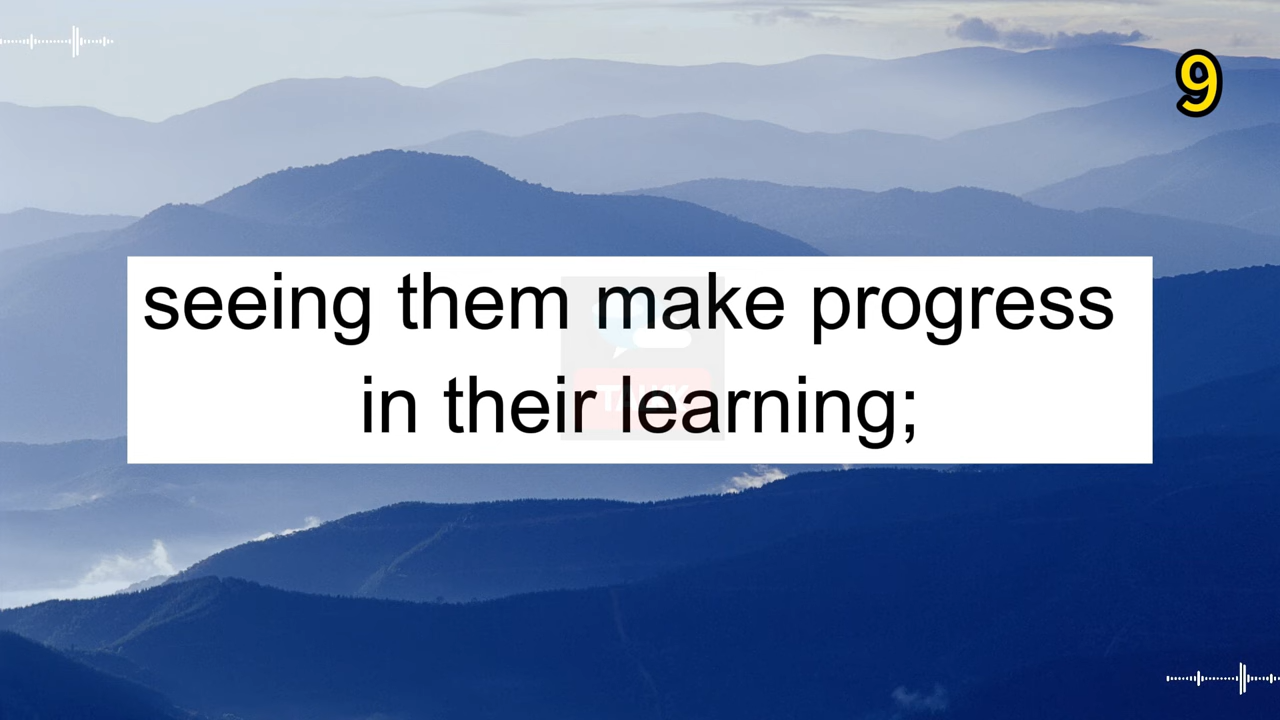 9
seeing them make progress
in their learning;